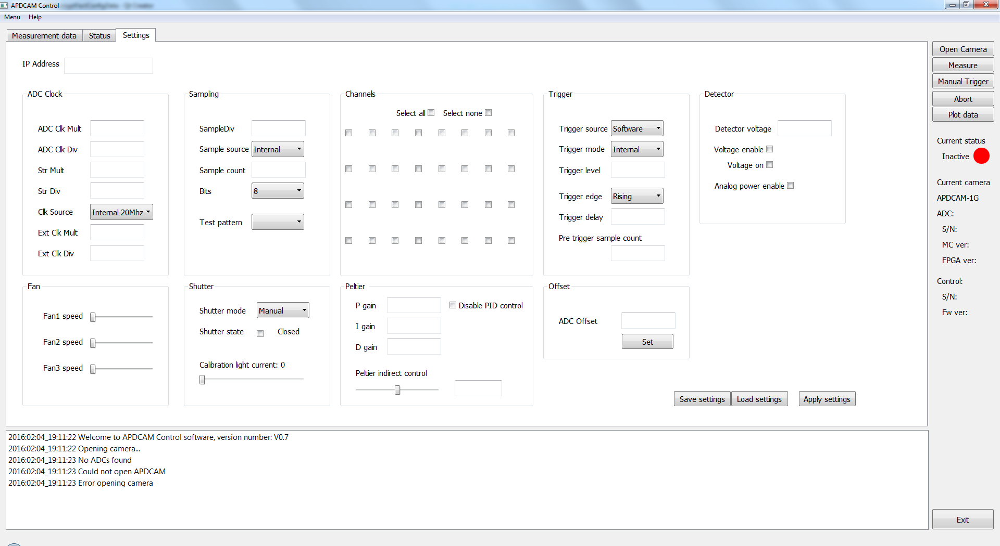 APDCAM Control
Menu Help
Measurement data Status Settings
IP Address
ADC Clock
ADC Clk Mult
ADC Clk Div
Str Mult
Str Div
Clk Source Internal 20Mhz
Ext Clk Mult
Ext Clk Div
Sampling
SampleDiv
Sample source Internal
Sample count
Bits 8
Test pattern
Channels
Select all Select none
Trigger
Trigger source Software
Trigger mode Internal
Trigger level
Trigger edge Rising
Trigger delay
Pre trigger sample count
Detector
Detector voltage
Voltage enable
Voltage on
Analog power enable
Fan
Fan1 speed
Fan2 speed
Fan3 speed
Shutter
Shutter mode Manual
Shutter state Closed
Calibration light current: 0
Peltier
P gain Disable PID control
I gain
D gain
Peltier indirect control
Offset
ADC Offset
Set
Save settings Load settings Apply settings
Open Camera
Measure
Manual Trigger
Abort
Plot data
Current status
Inactive
Current camera
APDCAM-1G
ADC:
S/N:
MC ver:
FPGA ver:
Control:
S/N:
Fw ver:
2016:02:04_19:11:22 Welcome to APDCAM Control software, version number: V0.7
2016:02:04_19:11:22 Opening camera...
2016:02:04_19:11:23 No ADCs found
2016:02:04_19:11:23 Could not open APDCAM
2016:02:04_19:11:23 Error opening camera
Exit